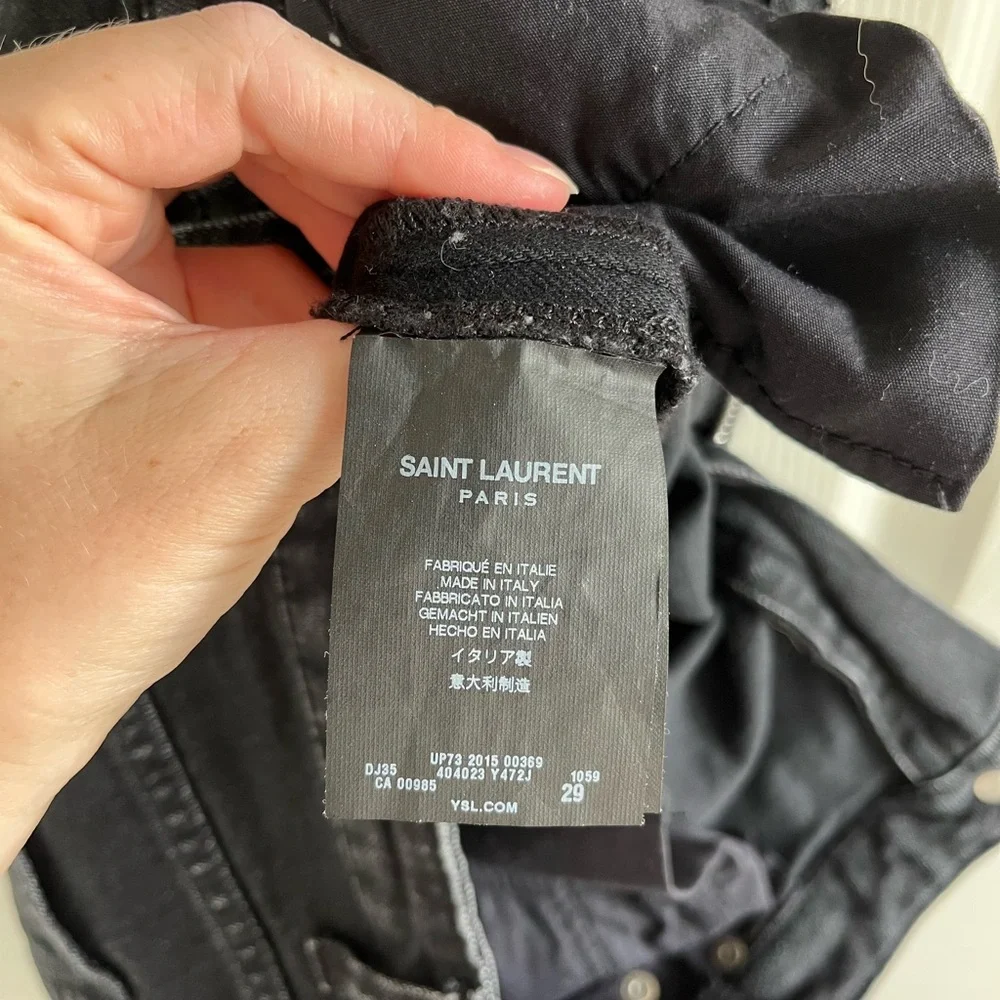 SAINT LAURENT
PARIS
FABRIQUÉ EN ITALIE
MADE IN ITALY
FABBRICATO IN ITALIA
GEMACHT IN ITALIEN
HECHO EN ITALIA
イタリア製
意大利制造
UP73 2015 00369
DJ35 404023 Y472J 1059
CA 00985 29
YSL.COM